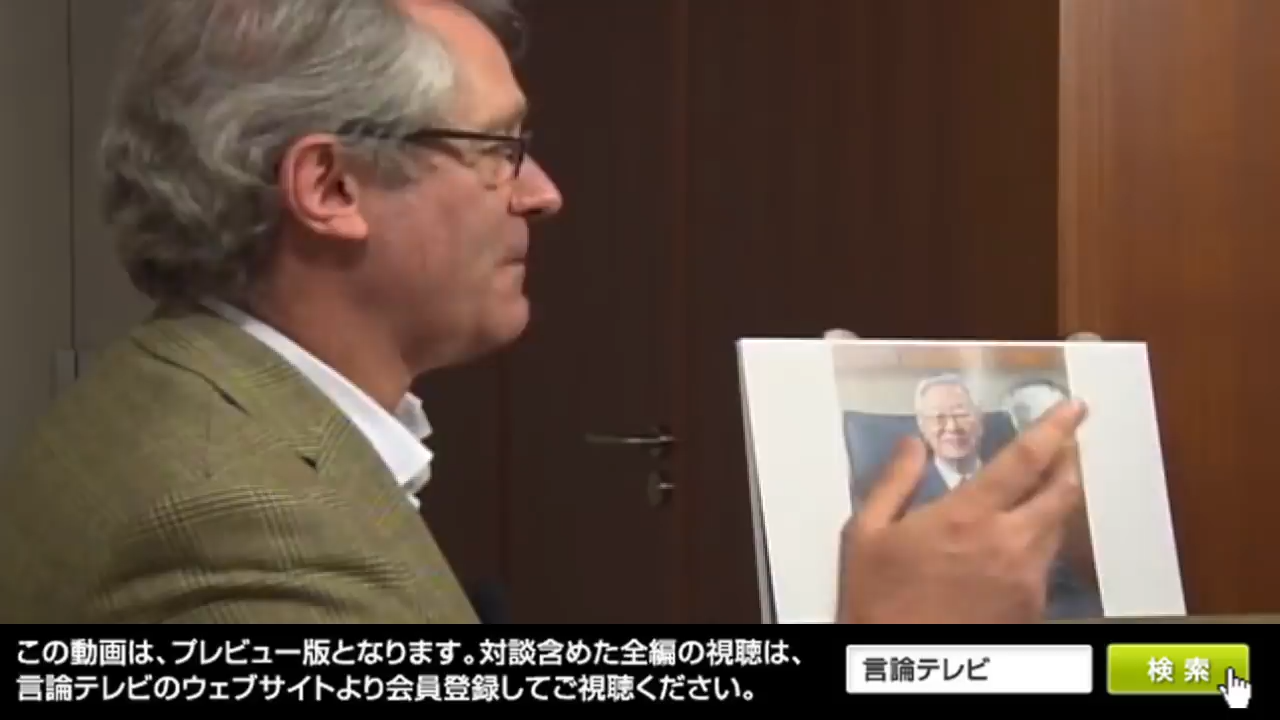 この動画は、プレビュー版となります。対談含めた全編の視聴は、
言論テレビのウェブサイトより会員登録してご視聴ください。
言論テレビ
検索